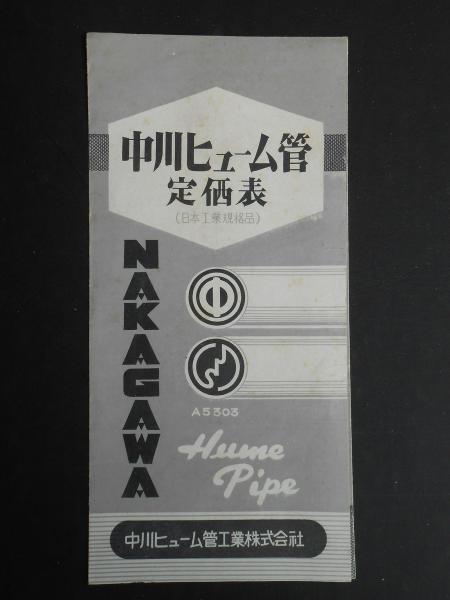 中川ヒューム管
定価表
(日本工業規格品)
NAKAGAWA
中
A5303
Hume
Pipe
中川ヒューム管工業株式会社